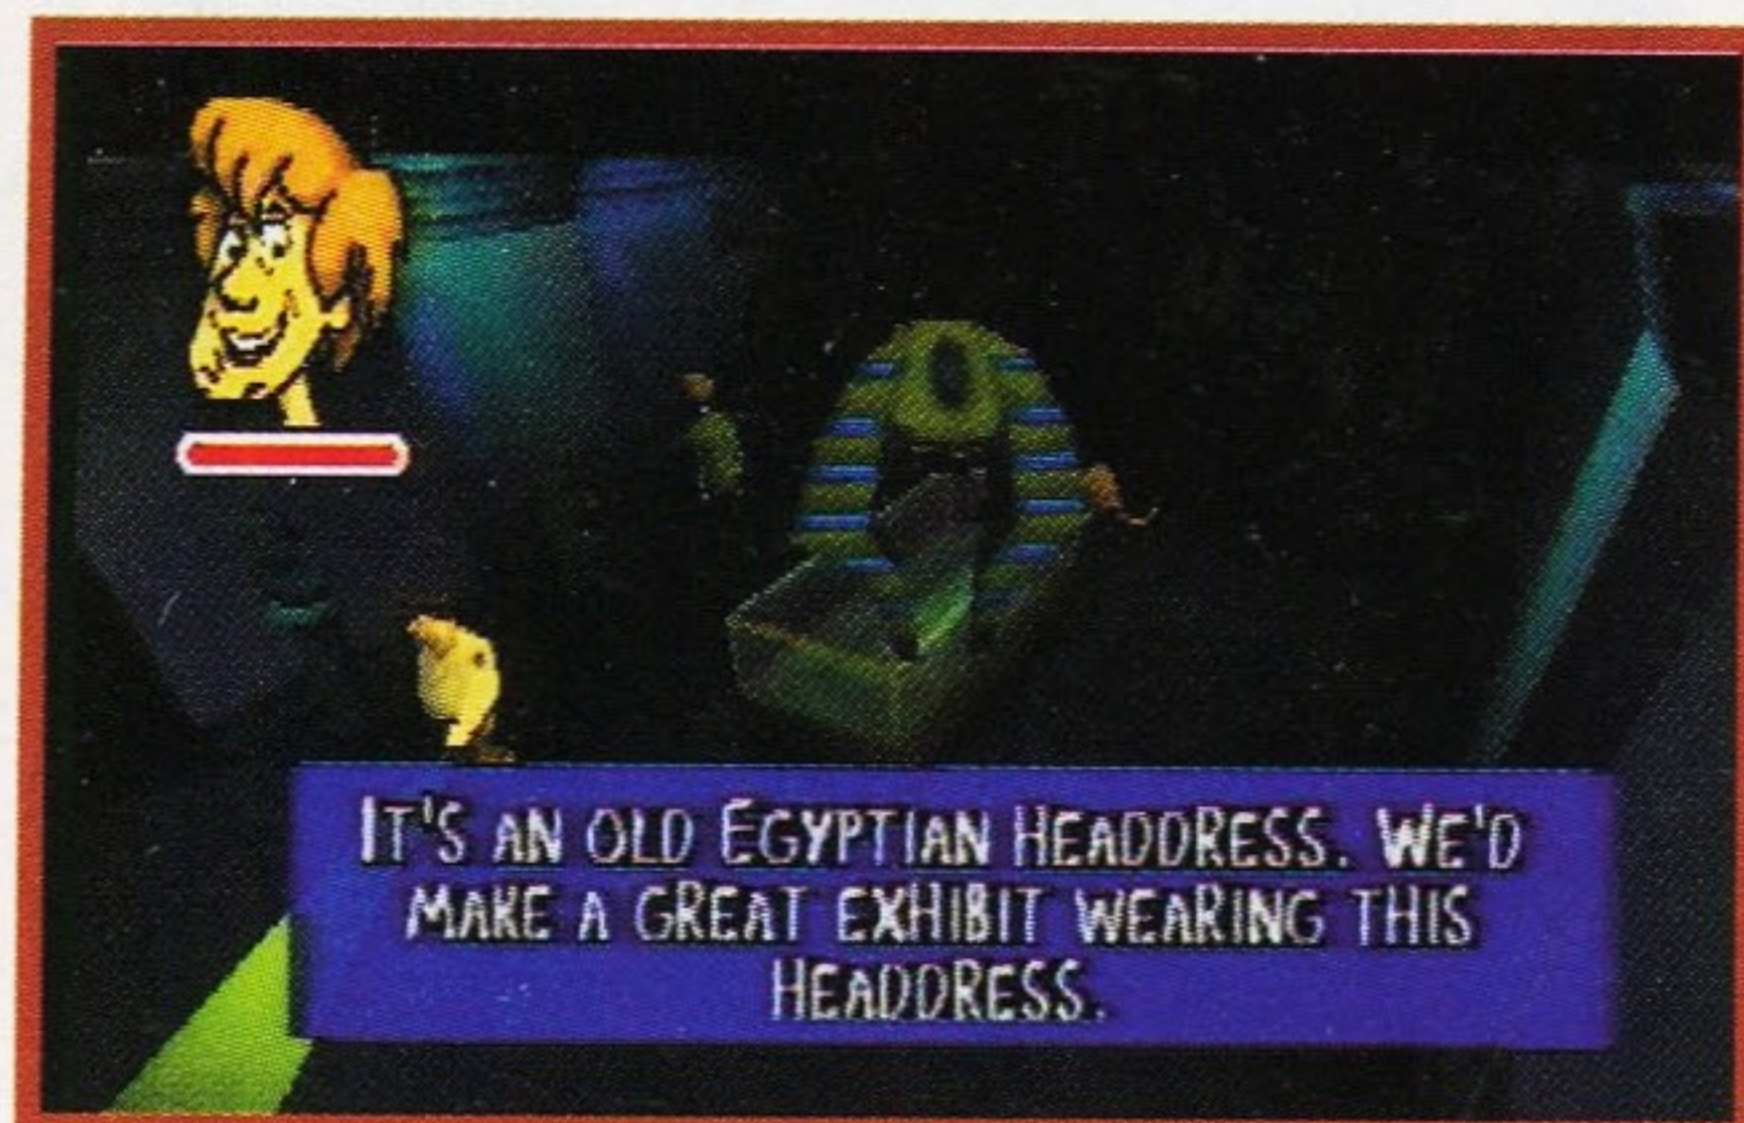 IT'S AN OLD EGYPTIAN HEADDRESS. WE'D
MAKE A GREAT EXHIBIT WEARING THIS
HEADDRESS.